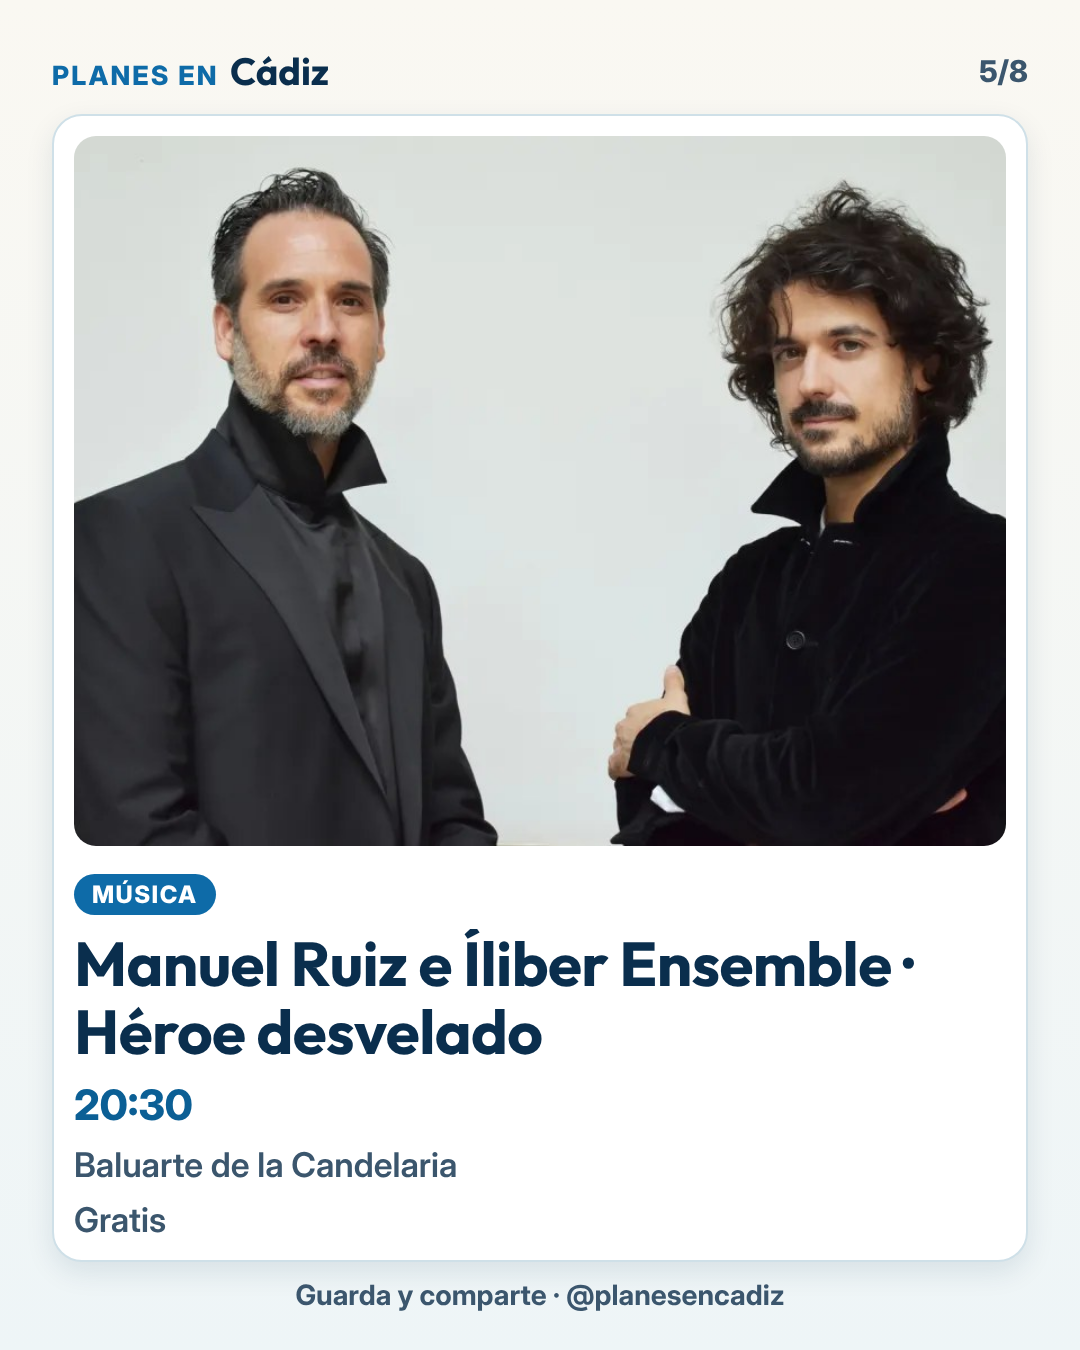 PLANES EN Cádiz
5/8
MÚSICA
Manuel Ruiz e Íliber Ensemble ·
Héroe desvelado
20:30
Baluarte de la Candelaria
Gratis
Guarda y comparte · @planesencadiz